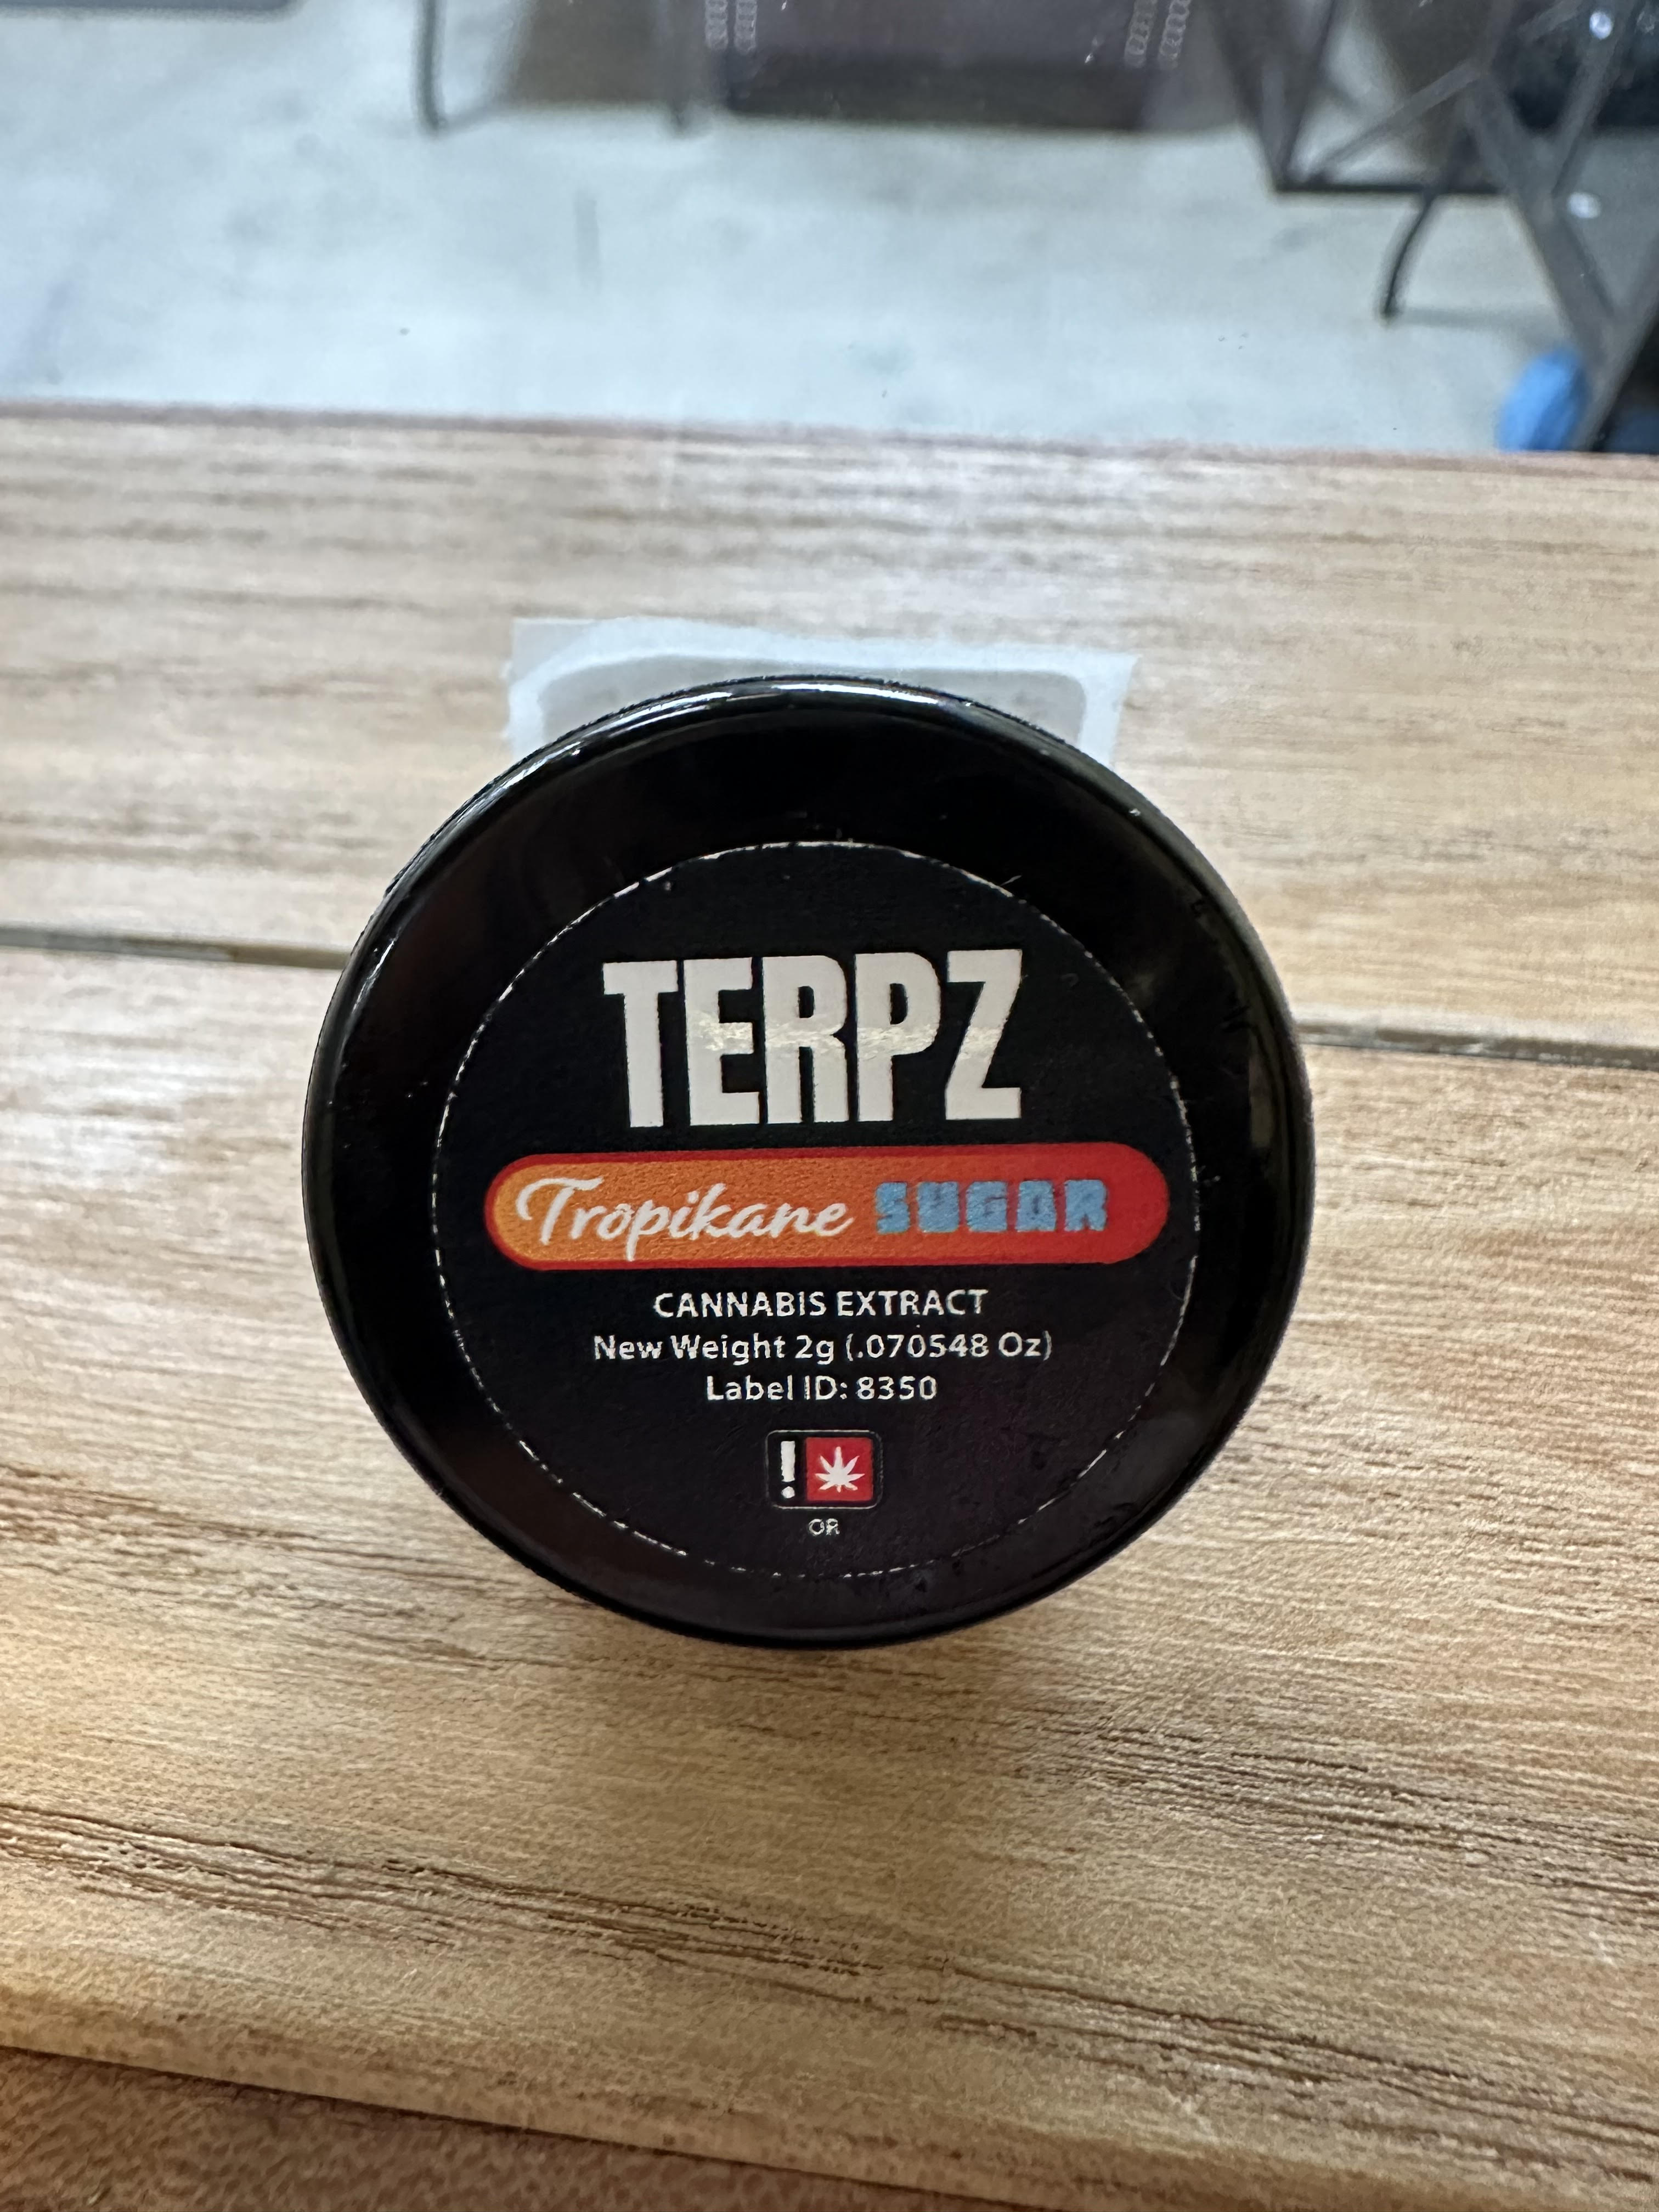 TERPZ
Tropikane SUGAR
CANNABIS EXTRACT
New Weight 2g (.070548 Oz)
Label ID: 8350
!
OR